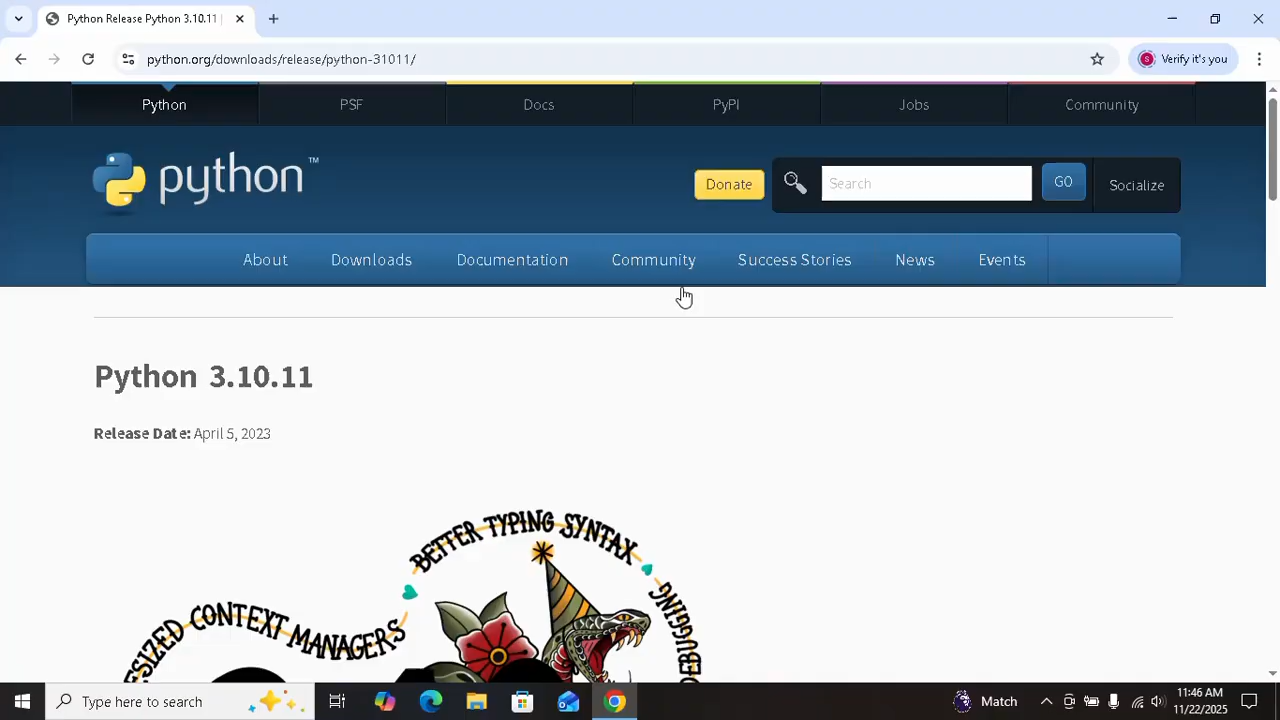 Python Release Python 3.10.11 |
python.org/downloads/release/python-31011/
S
Verify it's you
Python
PSF
Docs
PyPI
Jobs
Community
python™
Donate
Search
GO
Socialize
About
Downloads
Documentation
Community
Success Stories
News
Events
Python 3.10.11
Release Date: April 5, 2023
BETTER TYPING SYNTAX
CONTEXT MANAGERS
Type here to search
Match
11:46 AM
11/22/2025